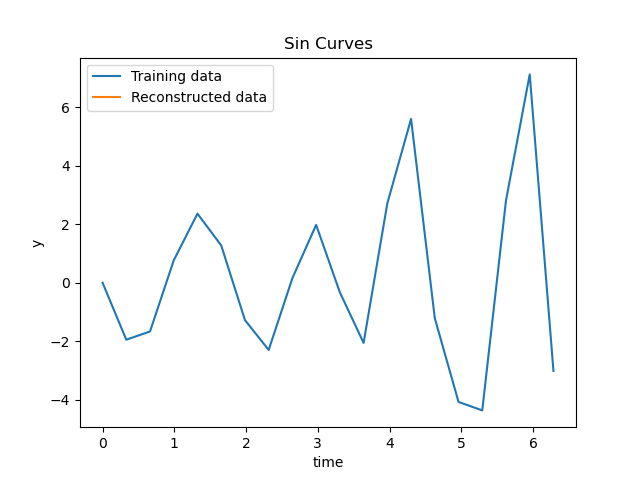 Sin Curves
Training data
Reconstructed data
6
4
2
0
−2
−4
y
0 1 2 3 4 5 6
time